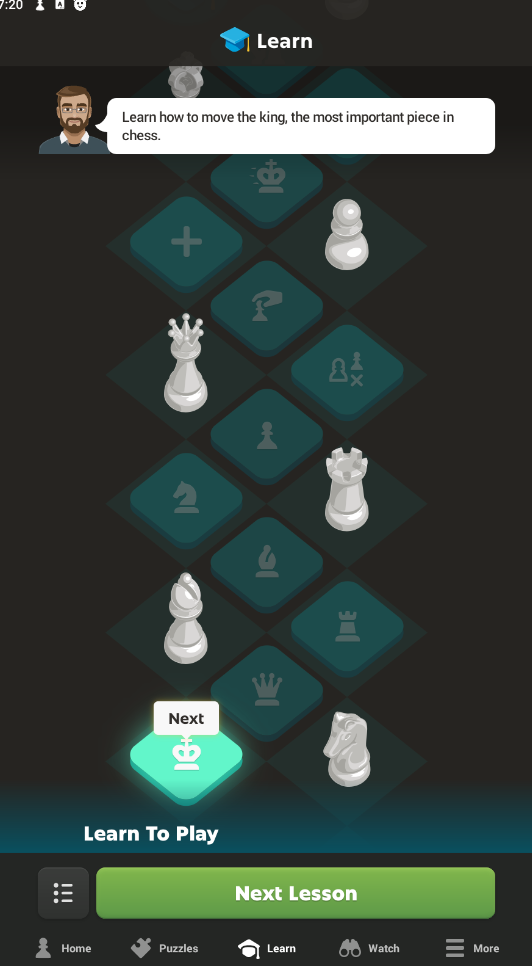 7:20
Learn
Learn how to move the king, the most important piece in
chess.
Next
Learn To Play
Next Lesson
Home
Puzzles
Learn
Watch
More